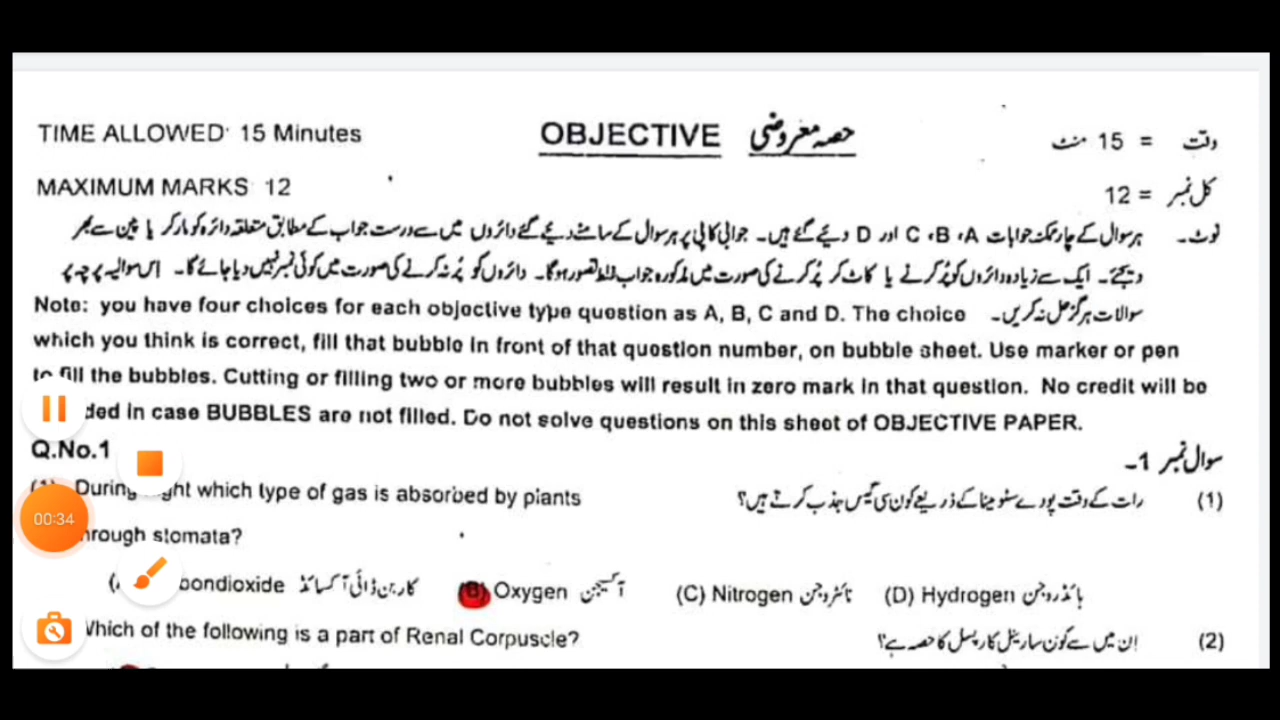 TIME ALLOWED: 15 Minutes OBJECTIVE حصہ معروضی وقت = 15 منٹ
MAXIMUM MARKS: 12 کل نمبر = 12
نوٹ۔ ہر سوال کے چار ممکنہ جوابات A، B، C اور D دیئے گئے ہیں۔ جوابی کاپی پر ہر سوال کے سامنے دیئے گئے دائروں میں سے درست جواب کے مطابق متعلقہ دائرہ کو مارکر یا پین سے بھر
دیجئے۔ ایک سے زیادہ دائروں کو پُر کرنے یا کاٹ کر پُر کرنے کی صورت میں مذکورہ جواب غلط تصور ہوگا۔ دائروں کو پُر نہ کرنے کی صورت میں کوئی نمبر نہیں دیا جائے گا۔ اس سوالیہ پرچہ پر
سوالات ہرگز حل نہ کریں۔ Note: you have four choices for each objective type question as A, B, C and D. The choice
which you think is correct, fill that bubble in front of that question number, on bubble sheet. Use marker or pen
to fill the bubbles. Cutting or filling two or more bubbles will result in zero mark in that question. No credit will be
ded in case BUBBLES are not filled. Do not solve questions on this sheet of OBJECTIVE PAPER.
Q.No.1 سوال نمبر 1۔
(1) During ght which type of gas is absorbed by plants (1) رات کے وقت پودے سٹومیٹا کے ذریعے کون سی گیس جذب کرتے ہیں؟
00:34 hrough stomata?
bondioxide کاربن ڈائی آکسائڈ (B) Oxygen آکسیجن (C) Nitrogen نائٹروجن (D) Hydrogen ہائڈروجن
Which of the following is a part of Renal Corpuscle? (2) اِن میں سے کون سا رینل کارپسل کا حصہ ہے؟